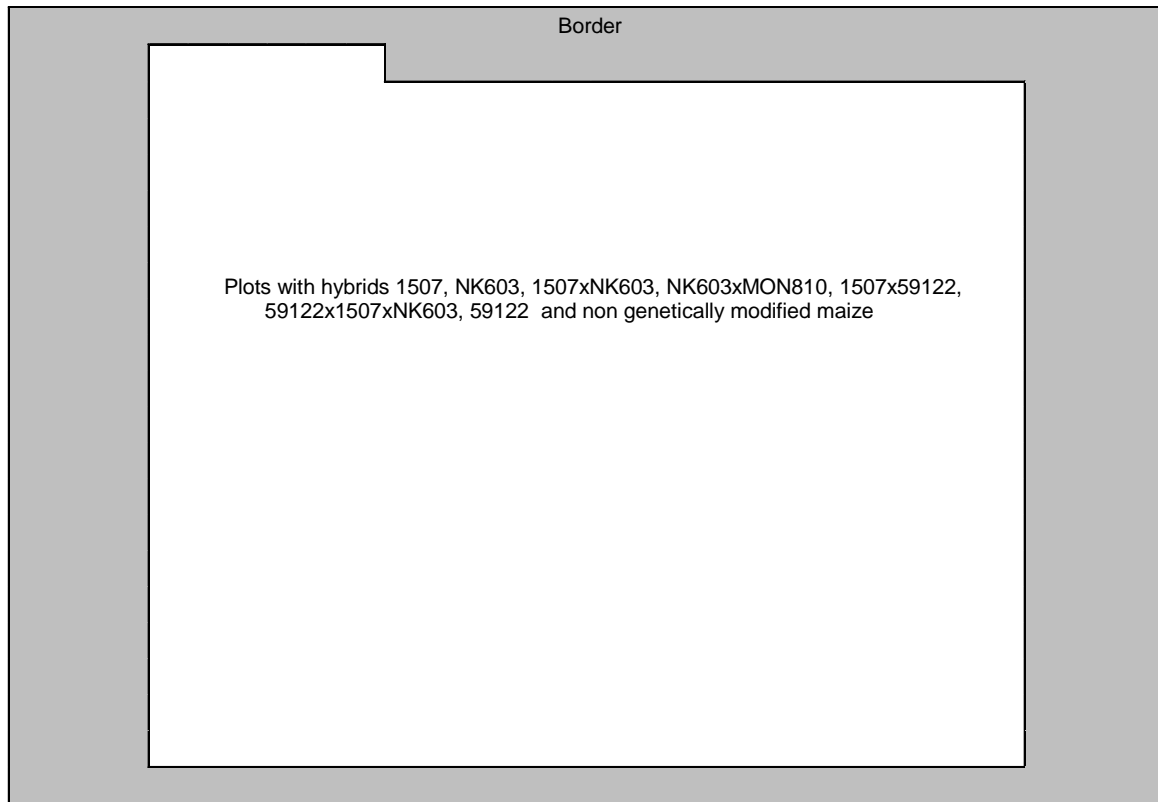 Border
Plots with hybrids 1507, NK603, 1507xNK603, NK603xMON810, 1507x59122,
59122x1507xNK603, 59122 and non genetically modified maize